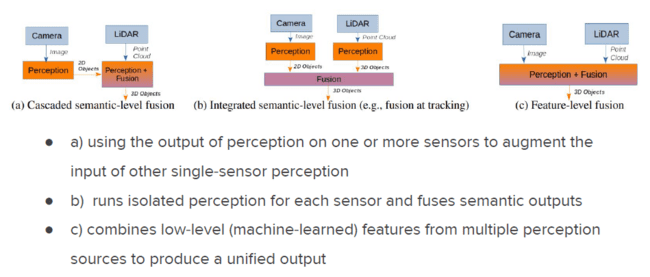 Camera
LiDAR
Image
Point
Cloud
Perception
2D
Objects
Perception +
Fusion
3D Objects
(a) Cascaded semantic-level fusion
Camera
LiDAR
Image
Point Cloud
Perception
Perception
2D Objects
3D Objects
Fusion
3D Objects
(b) Integrated semantic-level fusion (e.g., fusion at tracking)
Camera
LiDAR
Image
Point
Cloud
Perception + Fusion
3D Objects
(c) Feature-level fusion
• a) using the output of perception on one or more sensors to augment the
input of other single-sensor perception
• b) runs isolated perception for each sensor and fuses semantic outputs
• c) combines low-level (machine-learned) features from multiple perception
sources to produce a unified output